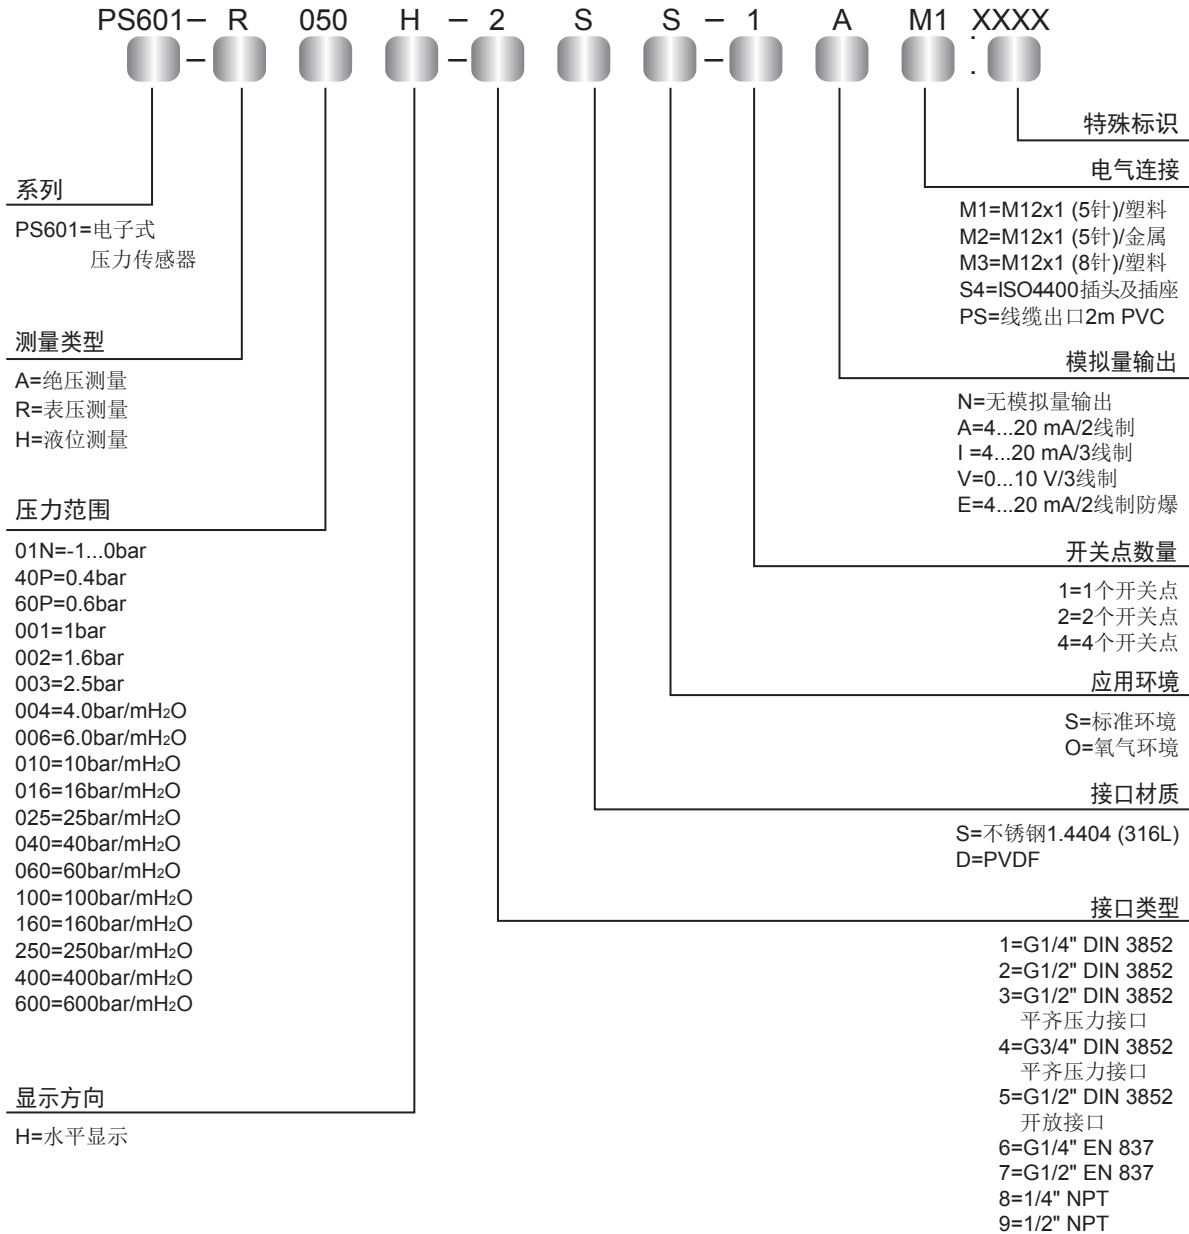 PS601－ R 050 H － 2 S S － 1 A M1 . XXXX
特殊标识
电气连接
M1=M12x1 (5针)/塑料
M2=M12x1 (5针)/金属
M3=M12x1 (8针)/塑料
S4=ISO4400插头及插座
PS=线缆出口2m PVC
系列
PS601=电子式
压力传感器
测量类型
A=绝压测量
R=表压测量
H=液位测量
模拟量输出
N=无模拟量输出
A=4...20 mA/2线制
I =4...20 mA/3线制
V=0...10 V/3线制
E=4...20 mA/2线制防爆
压力范围
01N=-1...0bar
40P=0.4bar
60P=0.6bar
001=1bar
002=1.6bar
003=2.5bar
004=4.0bar/mH2O
006=6.0bar/mH2O
010=10bar/mH2O
016=16bar/mH2O
025=25bar/mH2O
040=40bar/mH2O
060=60bar/mH2O
100=100bar/mH2O
160=160bar/mH2O
250=250bar/mH2O
400=400bar/mH2O
600=600bar/mH2O
开关点数量
1=1个开关点
2=2个开关点
4=4个开关点
应用环境
S=标准环境
O=氧气环境
接口材质
S=不锈钢1.4404 (316L)
D=PVDF
接口类型
1=G1/4" DIN 3852
2=G1/2" DIN 3852
3=G1/2" DIN 3852
平齐压力接口
4=G3/4" DIN 3852
平齐压力接口
5=G1/2" DIN 3852
开放接口
6=G1/4" EN 837
7=G1/2" EN 837
8=1/4" NPT
9=1/2" NPT
显示方向
H=水平显示